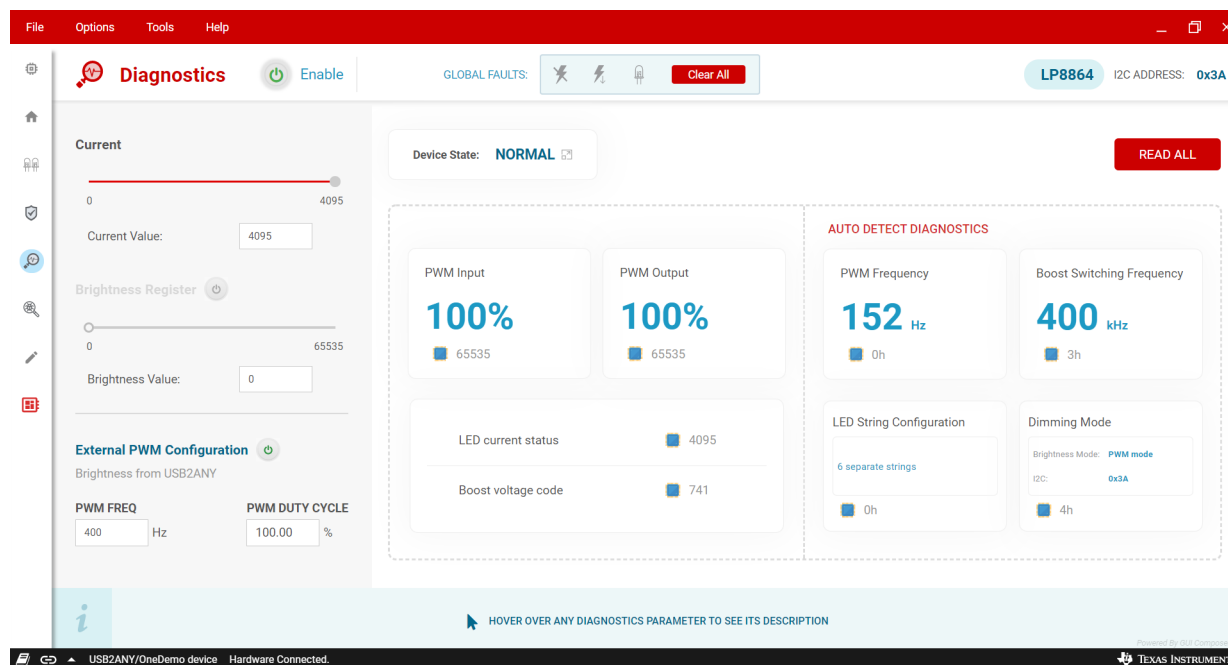 File Options Tools Help
Diagnostics Enable GLOBAL FAULTS: Clear All LP8864 I2C ADDRESS: 0x3A
Current
0 4095
Current Value: 4095
Brightness Register
0 65535
Brightness Value: 0
External PWM Configuration
Brightness from USB2ANY
PWM FREQ PWM DUTY CYCLE
400 Hz 100.00 %
Device State: NORMAL
READ ALL
PWM Input
100%
65535
PWM Output
100%
65535
LED current status 4095
Boost voltage code 741
AUTO DETECT DIAGNOSTICS
PWM Frequency
152 Hz
0h
Boost Switching Frequency
400 kHz
3h
LED String Configuration
6 separate strings
0h
Dimming Mode
Brightness Mode: PWM mode
I2C: 0x3A
4h
i
HOVER OVER ANY DIAGNOSTICS PARAMETER TO SEE ITS DESCRIPTION
Powered By GUI Compose
USB2ANY/OneDemo device Hardware Connected.
TEXAS INSTRUMEN